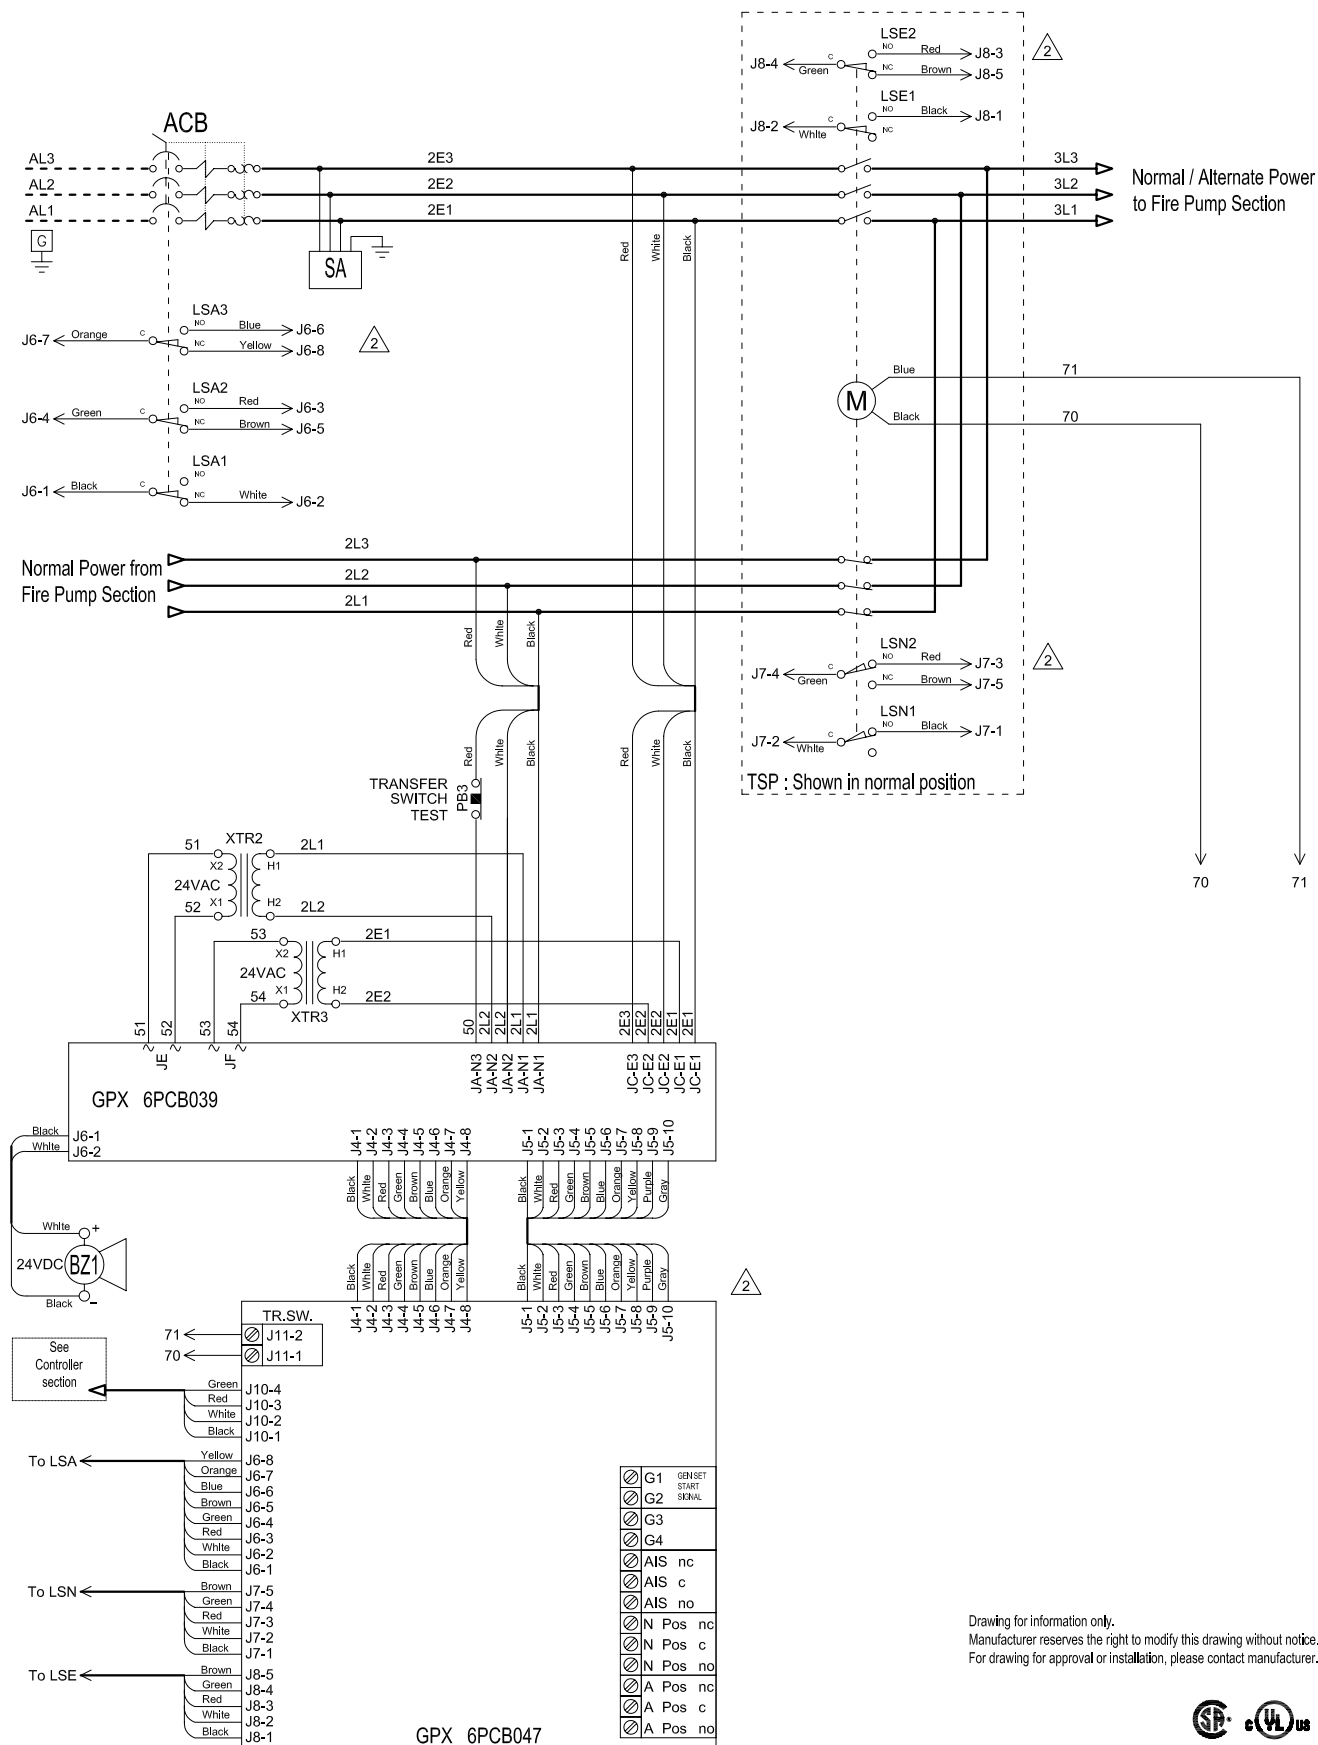 LSE2
NO Red J8-3
J8-4 Green C NC Brown J8-5
2
LSE1
NO Black J8-1
J8-2 White C NC
ACB
AL3 2E3 3L3
AL2 2E2 3L2
AL1 2E1 3L1
Normal / Alternate Power
to Fire Pump Section
G
SA
Red White Black
LSA3
NO Blue J6-6
J6-7 Orange C NC Yellow J6-8
2
LSA2
NO Red J6-3
J6-4 Green C NC Brown J6-5
LSA1
NO
J6-1 Black C NC White J6-2
M
Blue 71
Black 70
2L3
2L2
2L1
Normal Power from
Fire Pump Section
Red White Black
LSN2
NO Red J7-3
J7-4 Green C NC Brown J7-5
2
LSN1
NO Black J7-1
J7-2 White C
TSP : Shown in normal position
Red White Black
Red White Black
TRANSFER
SWITCH
TEST
PB3
XTR2
51 X2 H1 2L1
24VAC
52 X1 H2 2L2
53 X2 H1 2E1
24VAC
54 X1 H2 2E2
XTR3
70 71
51 52 53 54
JE JF
50 2L2 2L2 2L1 2L1
2E3 2E2 2E2 2E1 2E1
JA-N3 JA-N2 JA-N2 JA-N1 JA-N1
JC-E3 JC-E2 JC-E2 JC-E1 JC-E1
GPX 6PCB039
Black J6-1
White J6-2
J4-1 J4-2 J4-3 J4-4 J4-5 J4-6 J4-7 J4-8
J5-1 J5-2 J5-3 J5-4 J5-5 J5-6 J5-7 J5-8 J5-9 J5-10
Black White Red Green Brown Blue Orange Yellow
Black White Red Green Brown Blue Orange Yellow Purple Gray
White +
24VDC BZ1
Black -
Black White Red Green Brown Blue Orange Yellow
Black White Red Green Brown Blue Orange Yellow Purple Gray
2
J4-1 J4-2 J4-3 J4-4 J4-5 J4-6 J4-7 J4-8
J5-1 J5-2 J5-3 J5-4 J5-5 J5-6 J5-7 J5-8 J5-9 J5-10
TR.SW.
71 J11-2
70 J11-1
See
Controller
section
Green J10-4
Red J10-3
White J10-2
Black J10-1
To LSA
Yellow J6-8
Orange J6-7
Blue J6-6
Brown J6-5
Green J6-4
Red J6-3
White J6-2
Black J6-1
To LSN
Brown J7-5
Green J7-4
Red J7-3
White J7-2
Black J7-1
To LSE
Brown J8-5
Green J8-4
Red J8-3
White J8-2
Black J8-1
G1 GEN SET
START
G2 SIGNAL
G3
G4
AIS nc
AIS c
AIS no
N Pos nc
N Pos c
N Pos no
A Pos nc
A Pos c
A Pos no
GPX 6PCB047
Drawing for information only.
Manufacturer reserves the right to modify this drawing without notice.
For drawing for approval or installation, please contact manufacturer.
c UL us